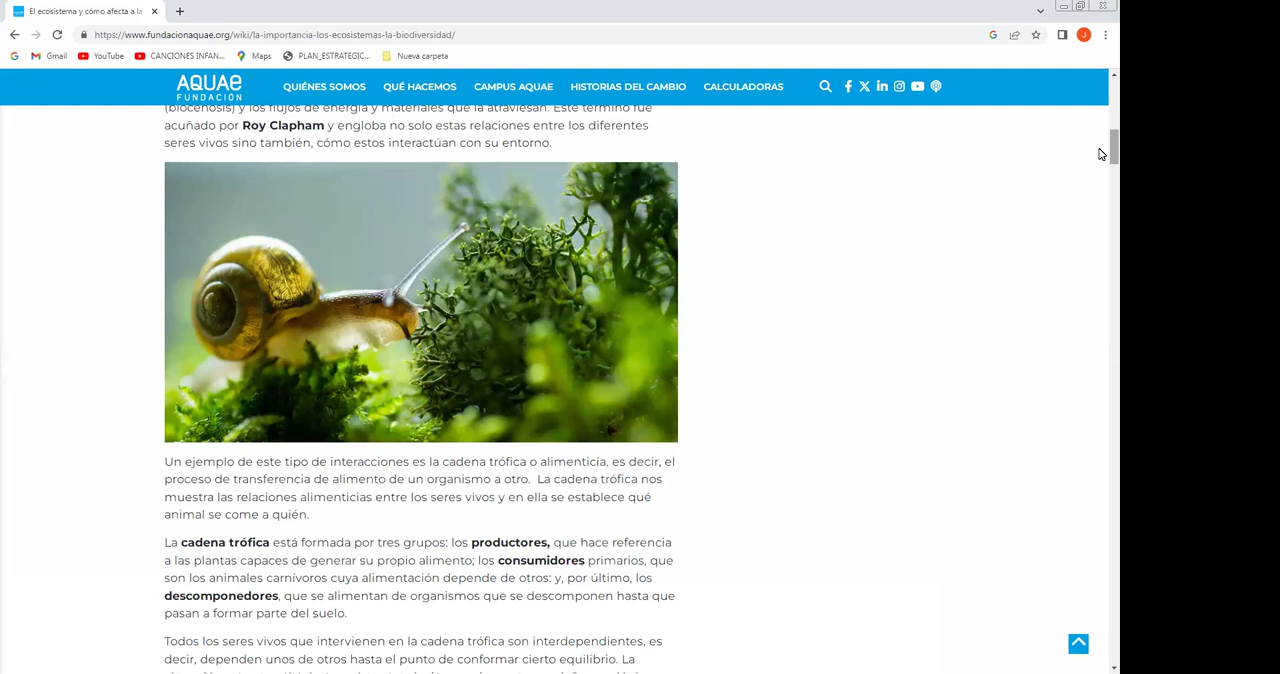 El ecosistema y cómo afecta a la
https://www.fundacionaquae.org/wiki/la-importancia-los-ecosistemas-la-biodiversidad/
J
Gmail
YouTube
CANCIONES INFAN...
Maps
PLAN_ESTRATEGIC...
Nueva carpeta
AQUAE
FUNDACIÓN
QUIÉNES SOMOS
QUÉ HACEMOS
CAMPUS AQUAE
HISTORIAS DEL CAMBIO
CALCULADORAS
(biocenosis) y los flujos de energía y materiales que la atraviesan. Este término fue
acuñado por Roy Clapham y engloba no solo estas relaciones entre los diferentes
seres vivos sino también, cómo estos interactúan con su entorno.
Un ejemplo de este tipo de interacciones es la cadena trófica o alimenticia, es decir, el
proceso de transferencia de alimento de un organismo a otro. La cadena trófica nos
muestra las relaciones alimenticias entre los seres vivos y en ella se establece qué
animal se come a quién.
La cadena trófica está formada por tres grupos: los productores, que hace referencia
a las plantas capaces de generar su propio alimento; los consumidores primarios, que
son los animales carnívoros cuya alimentación depende de otros: y, por último, los
descomponedores, que se alimentan de organismos que se descomponen hasta que
pasan a formar parte del suelo.
Todos los seres vivos que intervienen en la cadena trófica son interdependientes, es
decir, dependen unos de otros hasta el punto de conformar cierto equilibrio. La